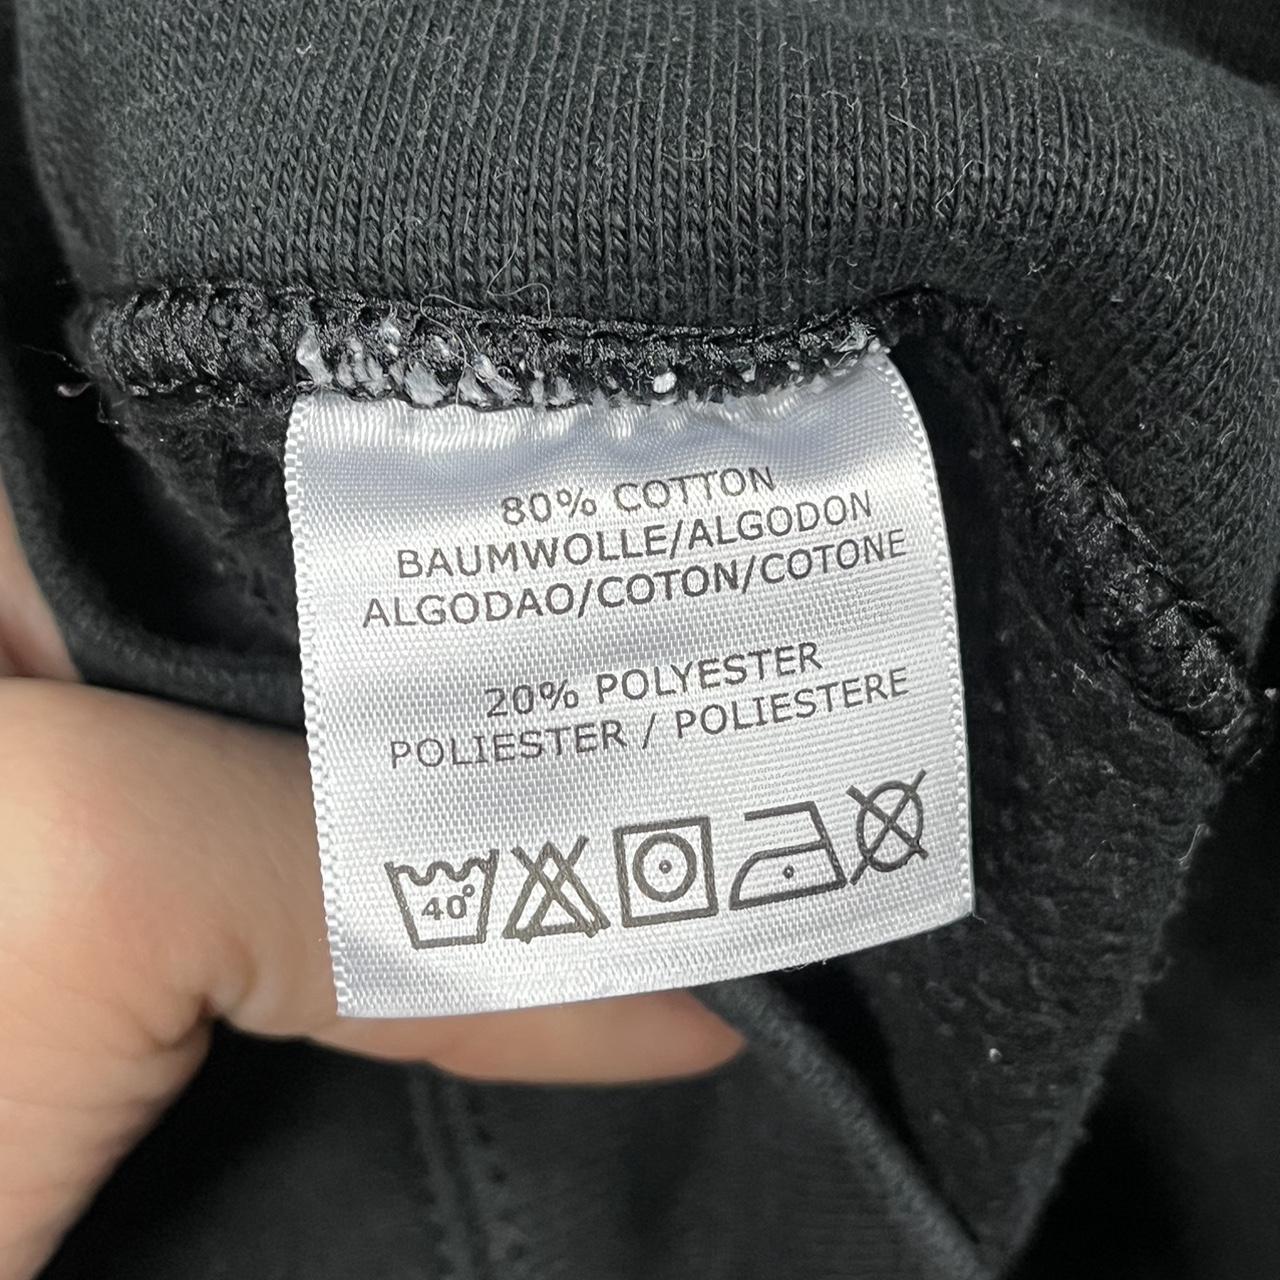 80% COTTON
BAUMWOLLE/ALGODON
ALGODAO/COTON/COTONE
20% POLYESTER
POLIESTER / POLIESTERE
40°